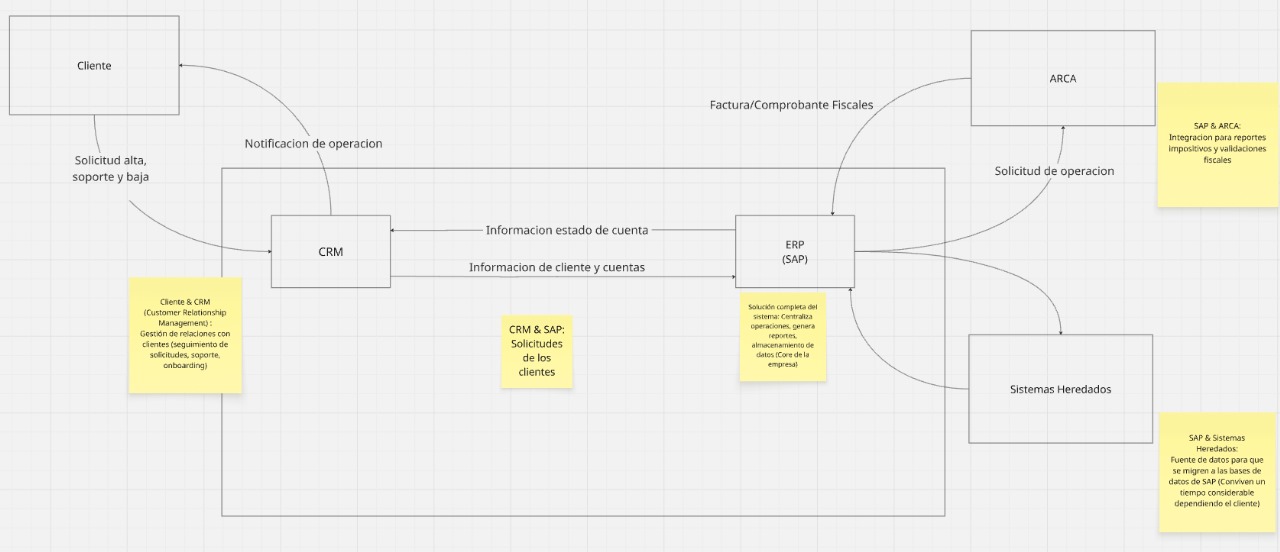 Cliente
ARCA
Factura/Comprobante Fiscales
SAP & ARCA:
Integracion para reportes
impositivos y validaciones
fiscales
Notificacion de operacion
Solicitud alta,
soporte y baja
Solicitud de operacion
Informacion estado de cuenta
CRM
ERP
(SAP)
Informacion de cliente y cuentas
Cliente & CRM
(Customer Relationship
Management) :
Gestión de relaciones con
clientes (seguimiento de
solicitudes, soporte,
onboarding)
CRM & SAP:
Solicitudes
de los
clientes
Solución completa del
sistema: Centraliza
operaciones, genera
reportes,
almacenamiento de
datos (Core de la
empresa)
Sistemas Heredados
SAP & Sistemas
Heredados:
Fuente de datos para que
se migren a las bases de
datos de SAP (Conviven un
tiempo considerable
dependiendo el cliente)